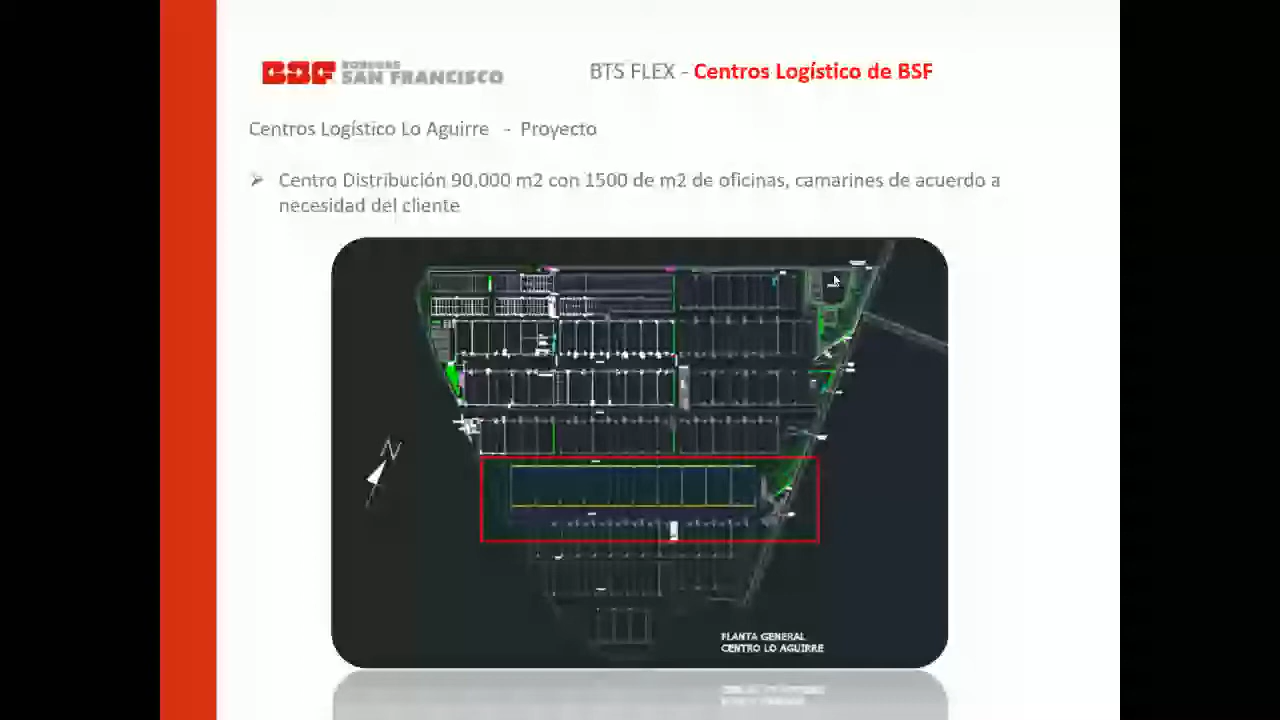 BSF BODEGAS
SAN FRANCISCO
BTS FLEX - Centros Logístico de BSF
Centros Logístico Lo Aguirre - Proyecto
➢ Centro Distribución 90.000 m2 con 1500 de m2 de oficinas, camarines de acuerdo a
necesidad del cliente
N
PLANTA GENERAL
CENTRO LO AGUIRRE